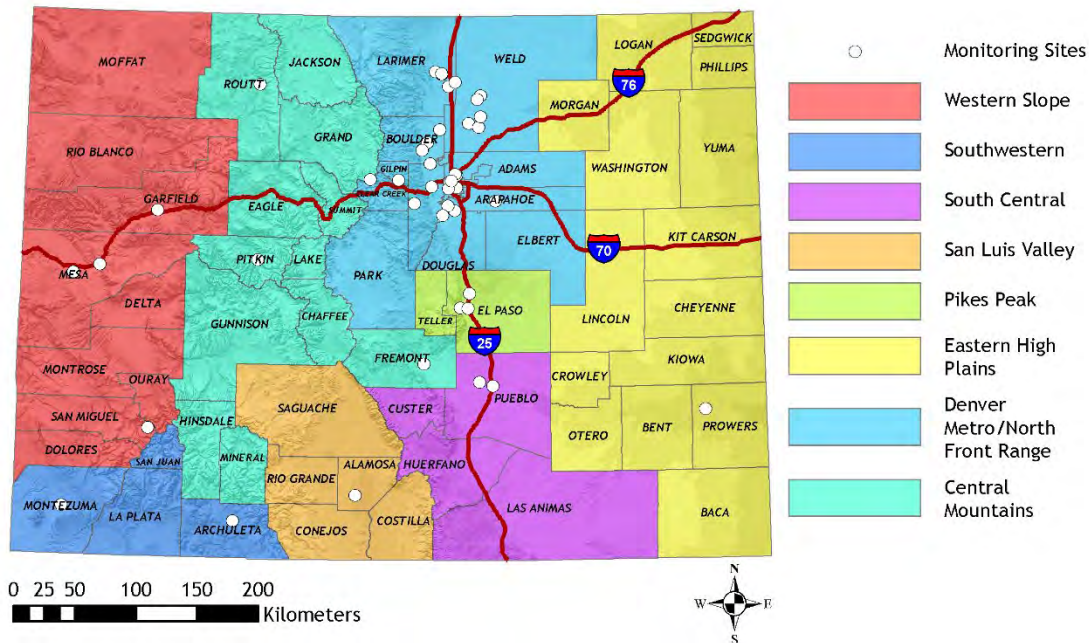 MOFFAT
JACKSON
LARIMER
WELD
LOGAN
SEDGWICK
PHILLIPS
ROUTT
76
MORGAN
GRAND
BOULDER
RIO BLANCO
WASHINGTON
YUMA
GILPIN
ADAMS
CLEAR CREEK
GARFIELD
EAGLE
SUMMIT
ARAPAHOE
ELBERT
70
KIT CARSON
MESA
PITKIN
LAKE
PARK
DOUGLAS
DELTA
CHAFFEE
TELLER
EL PASO
LINCOLN
CHEYENNE
GUNNISON
25
MONTROSE
OURAY
FREMONT
KIOWA
CROWLEY
SAN MIGUEL
HINSDALE
SAGUACHE
CUSTER
PUEBLO
OTERO
BENT
PROWERS
DOLORES
SAN JUAN
MINERAL
RIO GRANDE
ALAMOSA
HUERFANO
MONTEZUMA
LA PLATA
ARCHULETA
CONEJOS
COSTILLA
LAS ANIMAS
BACA
Monitoring Sites
Western Slope
Southwestern
South Central
San Luis Valley
Pikes Peak
Eastern High
Plains
Denver
Metro/North
Front Range
Central
Mountains
0 25 50 100 150 200
Kilometers
N
W E
S